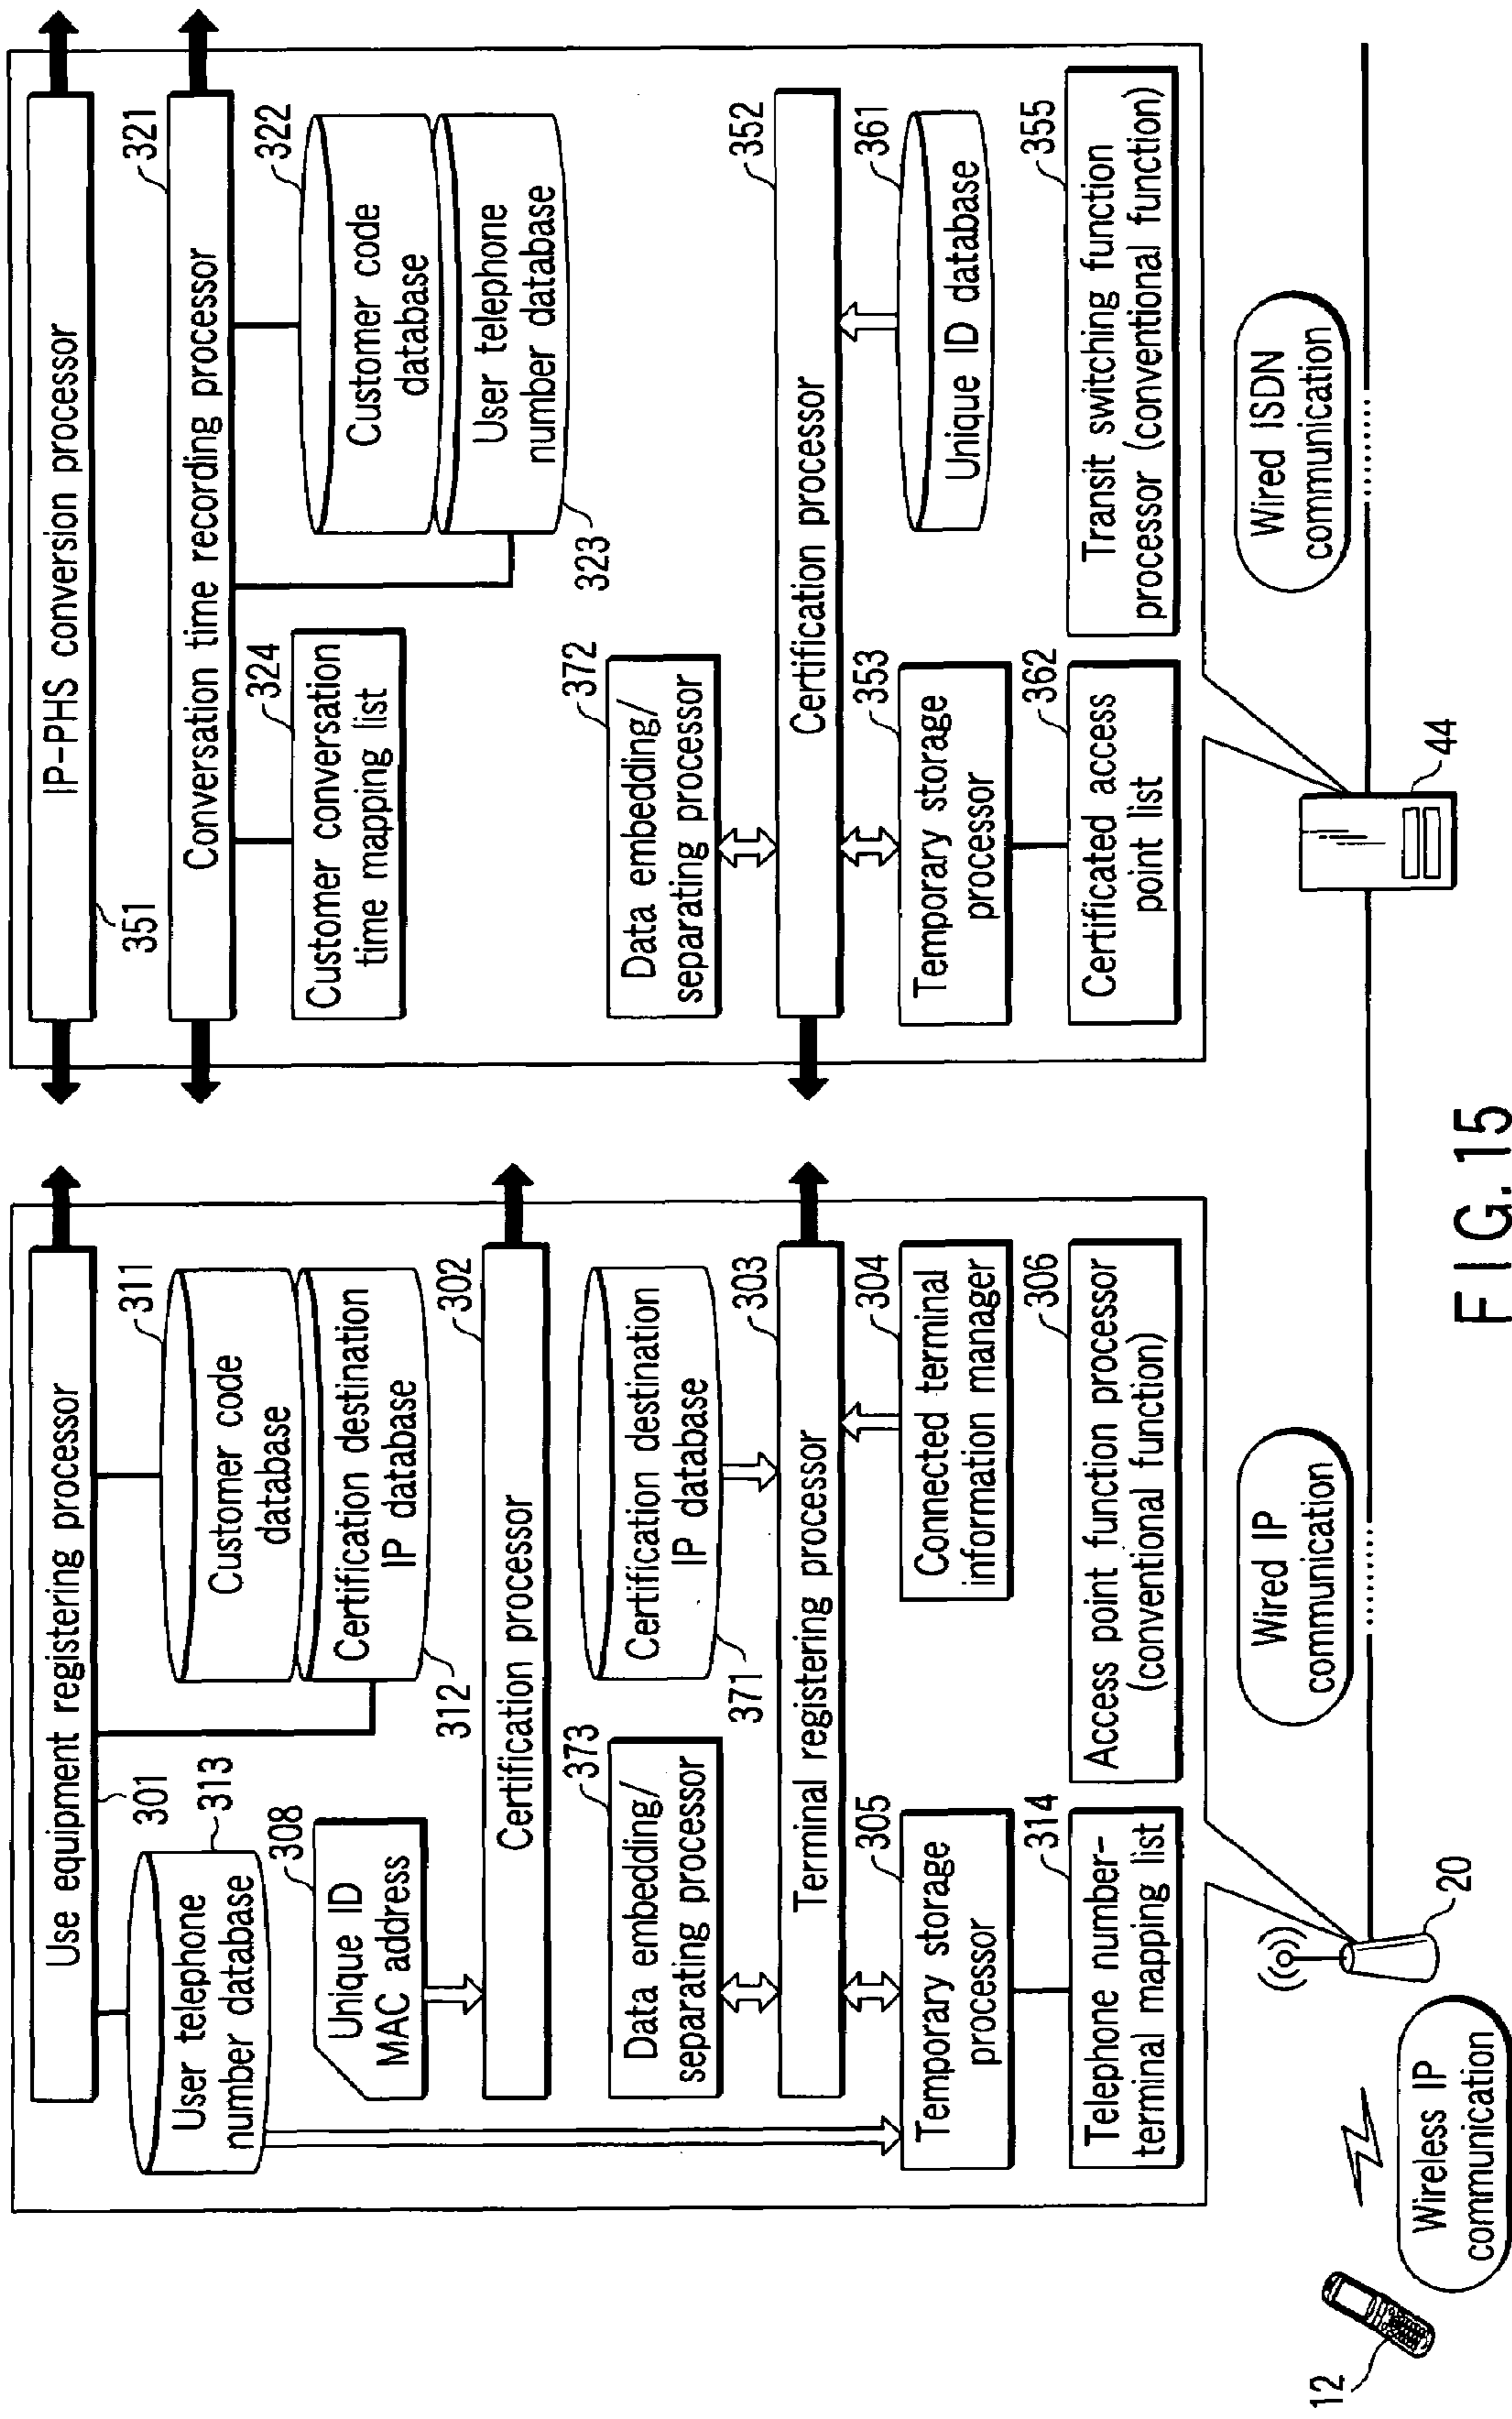 Use equipment registering processor
301
User telephone
number database
313
Customer code
database
311
Certification destination
IP database
312
Unique ID
MAC address
308
Certification processor
302
Data embedding/
separating processor
373
Certification destination
IP database
371
Terminal registering processor
303
Temporary storage
processor
305
Connected terminal
information manager
304
Telephone number-
terminal mapping list
314
Access point function processor
(conventional function)
306
IP-PHS conversion processor
351
Conversation time recording processor
321
Customer conversation
time mapping list
324
Customer code
database
322
User telephone
number database
323
Data embedding/
separating processor
372
Certification processor
352
Temporary storage
processor
353
Unique ID database
361
Certificated access
point list
362
Transit switching function
processor (conventional function)
355
12
Wireless IP
communication
20
Wired IP
communication
44
Wired ISDN
communication
FIG. 15